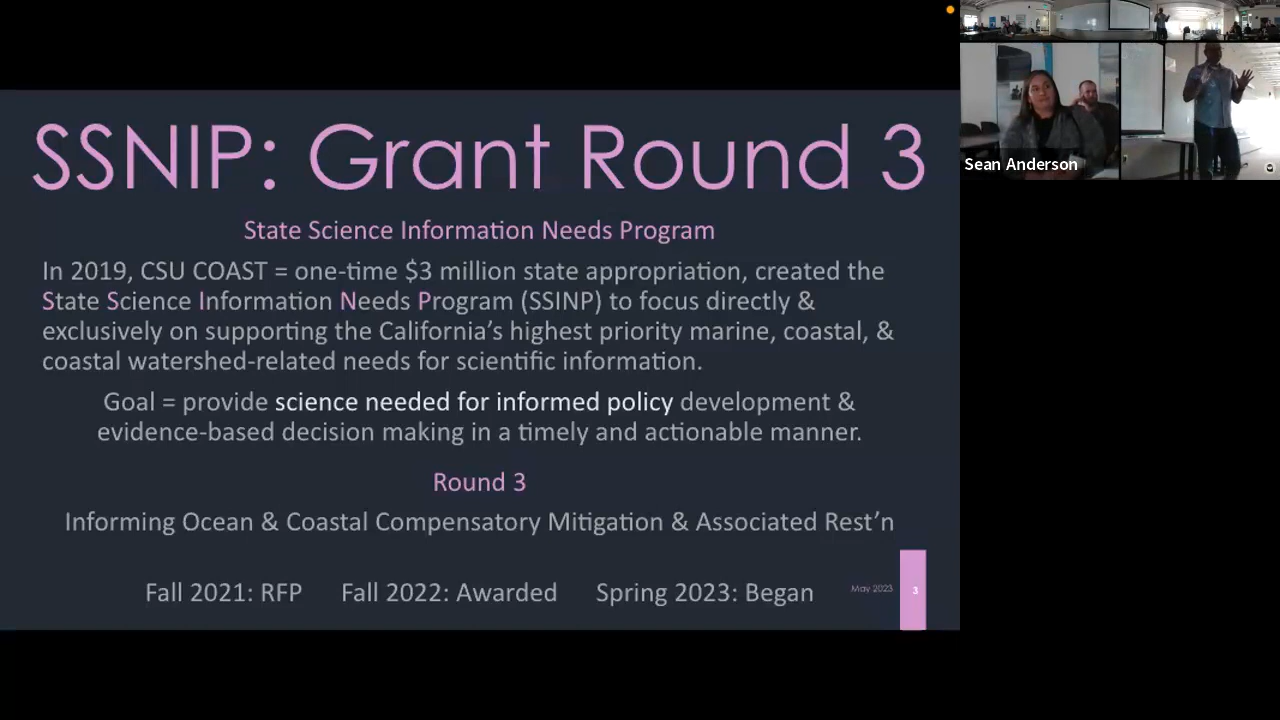 SSNIP: Grant Round 3
State Science Information Needs Program
In 2019, CSU COAST = one-time $3 million state appropriation, created the
State Science Information Needs Program (SSINP) to focus directly &
exclusively on supporting the California's highest priority marine, coastal, &
coastal watershed-related needs for scientific information.
Goal = provide science needed for informed policy development &
evidence-based decision making in a timely and actionable manner.
Round 3
Informing Ocean & Coastal Compensatory Mitigation & Associated Rest'n
Fall 2021: RFP Fall 2022: Awarded Spring 2023: Began
May 2023
3
Sean Anderson